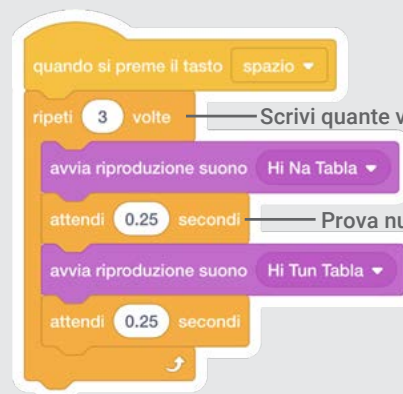 quando si preme il tasto spazio
ripeti 3 volte
Scrivi quante
avvia riproduzione suono Hi Na Tabla
attendi 0.25 secondi
Prova
avvia riproduzione suono Hi Tun Tabla
attendi 0.25 secondi